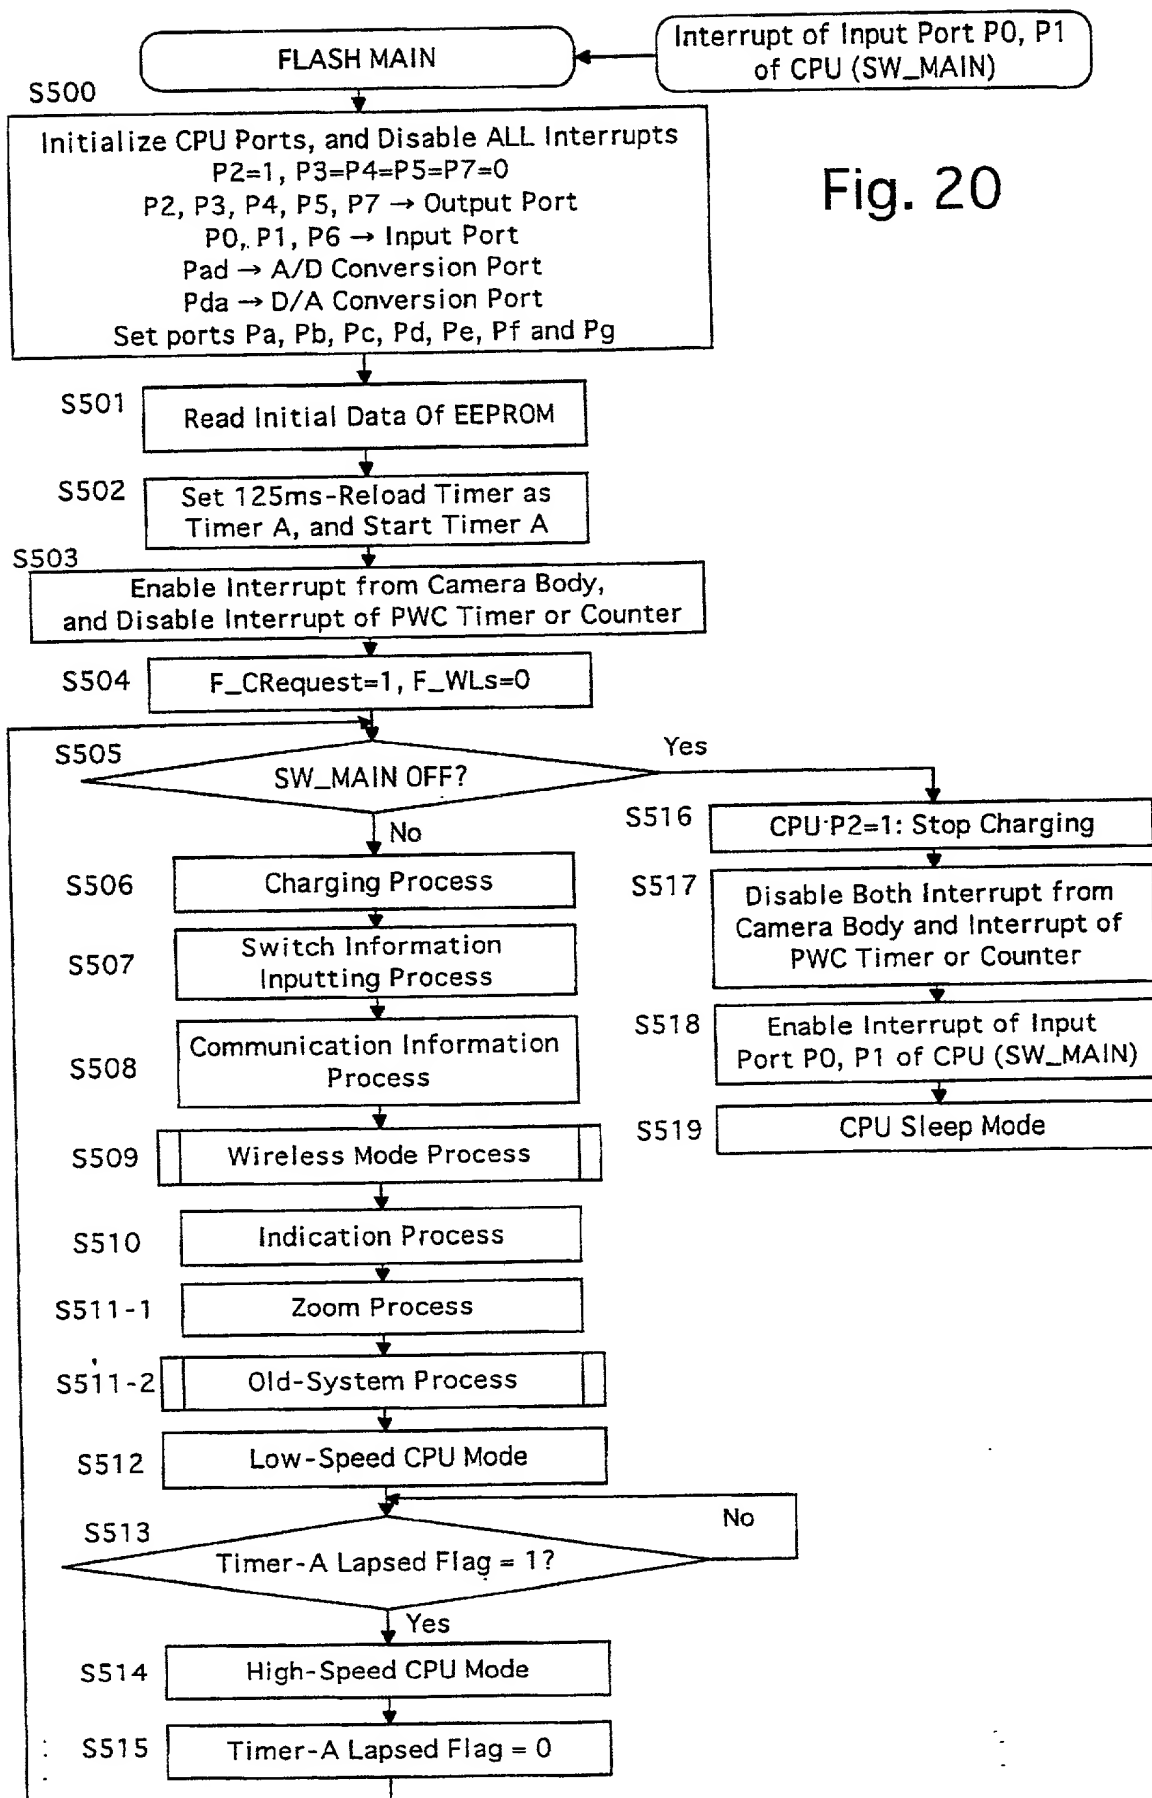 FLASH MAIN
Interrupt of Input Port P0, P1
of CPU (SW_MAIN)
Fig. 20
S500
Initialize CPU Ports, and Disable ALL Interrupts
P2=1, P3=P4=P5=P7=0
P2, P3, P4, P5, P7 → Output Port
P0, P1, P6 → Input Port
Pad → A/D Conversion Port
Pda → D/A Conversion Port
Set ports Pa, Pb, Pc, Pd, Pe, Pf and Pg
S501
Read Initial Data Of EEPROM
S502
Set 125ms-Reload Timer as
Timer A, and Start Timer A
S503
Enable Interrupt from Camera Body,
and Disable Interrupt of PWC Timer or Counter
S504
F_CRequest=1, F_WLs=0
S505
SW_MAIN OFF?
Yes
No
S506
Charging Process
S507
Switch Information
Inputting Process
S508
Communication Information
Process
S509
Wireless Mode Process
S510
Indication Process
S511-1
Zoom Process
S511-2
Old-System Process
S512
Low-Speed CPU Mode
S513
Timer-A Lapsed Flag = 1?
No
Yes
S514
High-Speed CPU Mode
S515
Timer-A Lapsed Flag = 0
S516
CPU·P2=1: Stop Charging
S517
Disable Both Interrupt from
Camera Body and Interrupt of
PWC Timer or Counter
S518
Enable Interrupt of Input
Port P0, P1 of CPU (SW_MAIN)
S519
CPU Sleep Mode